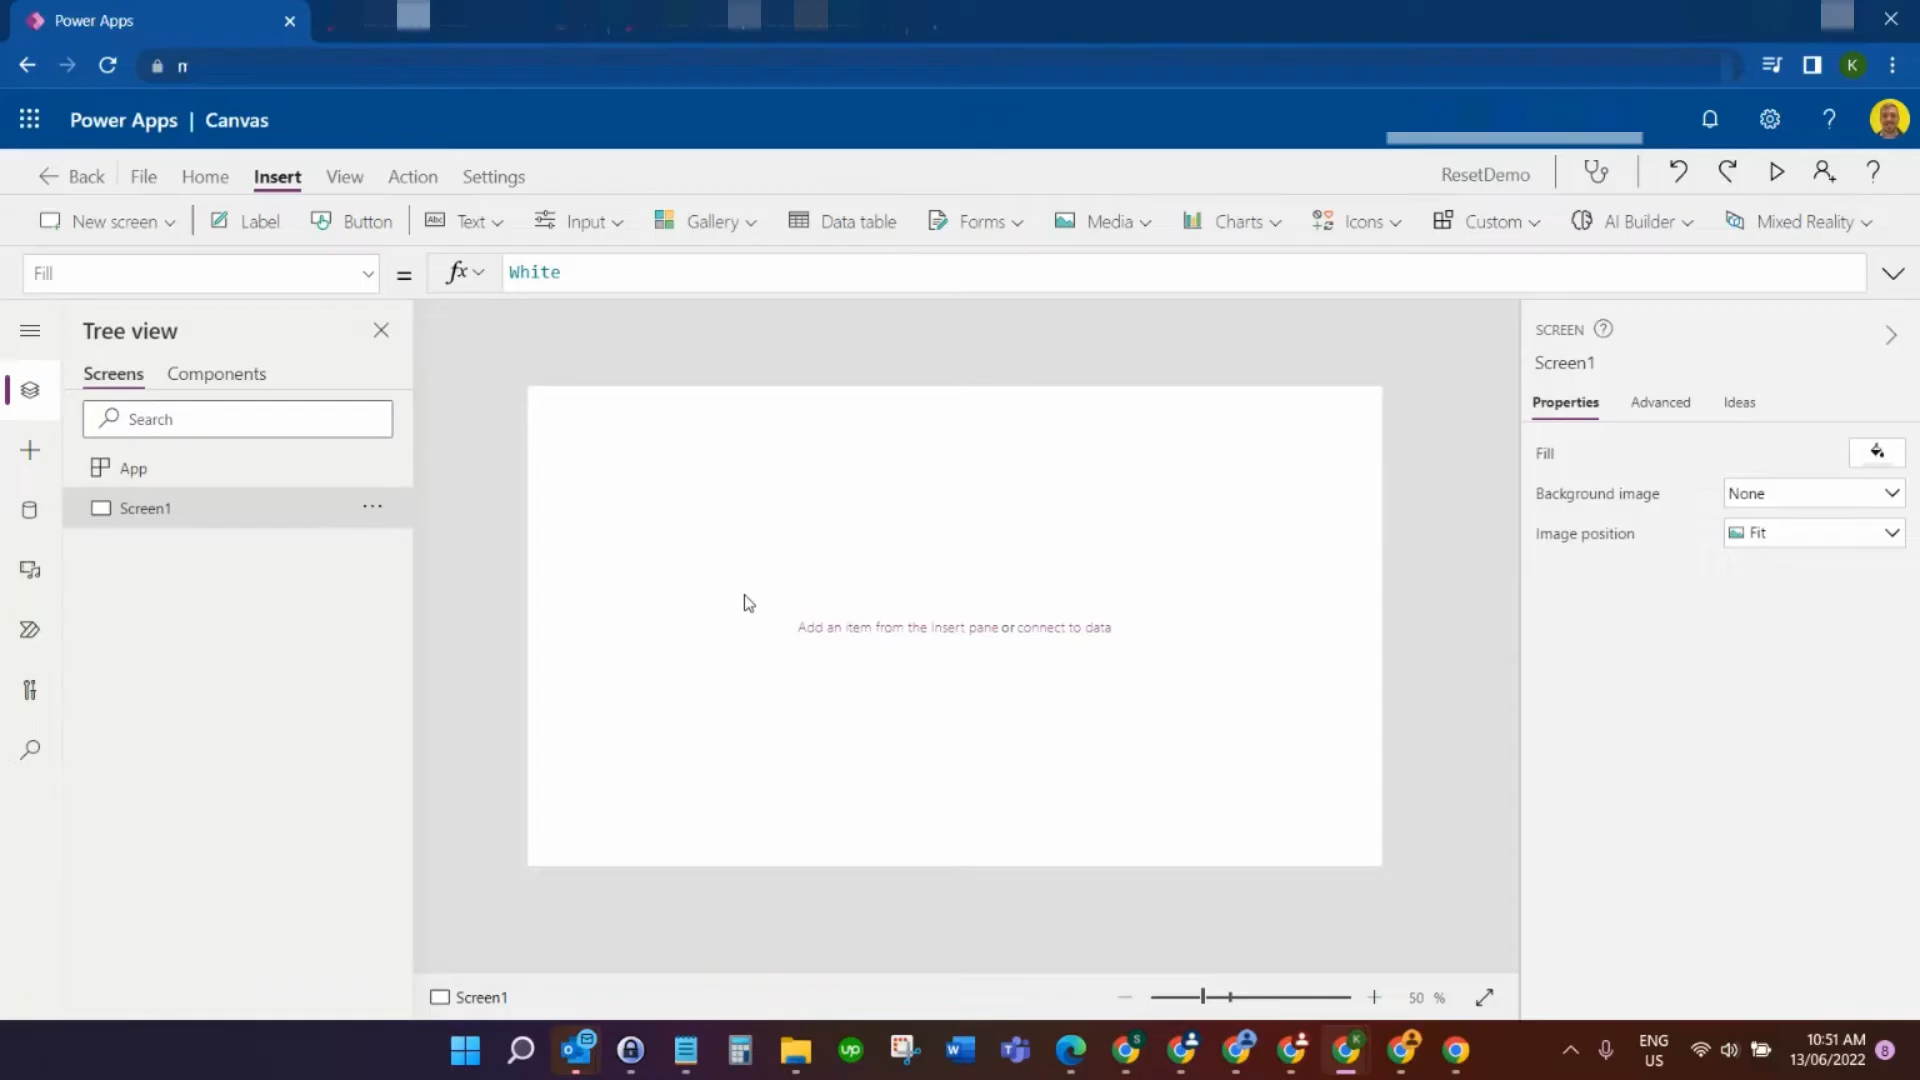 Power Apps
K
Power Apps | Canvas
Back File Home Insert View Action Settings ResetDemo
New screen Label Button Text Input Gallery Data table Forms Media Charts Icons Custom AI Builder Mixed Reality
Fill = fx White
Tree view
Screens Components
Search
App
Screen1
Add an item from the Insert pane or connect to data
SCREEN
Screen1
Properties Advanced Ideas
Fill
Background image None
Image position Fit
Screen1 50 %
ENG
US
10:51 AM
13/06/2022
8